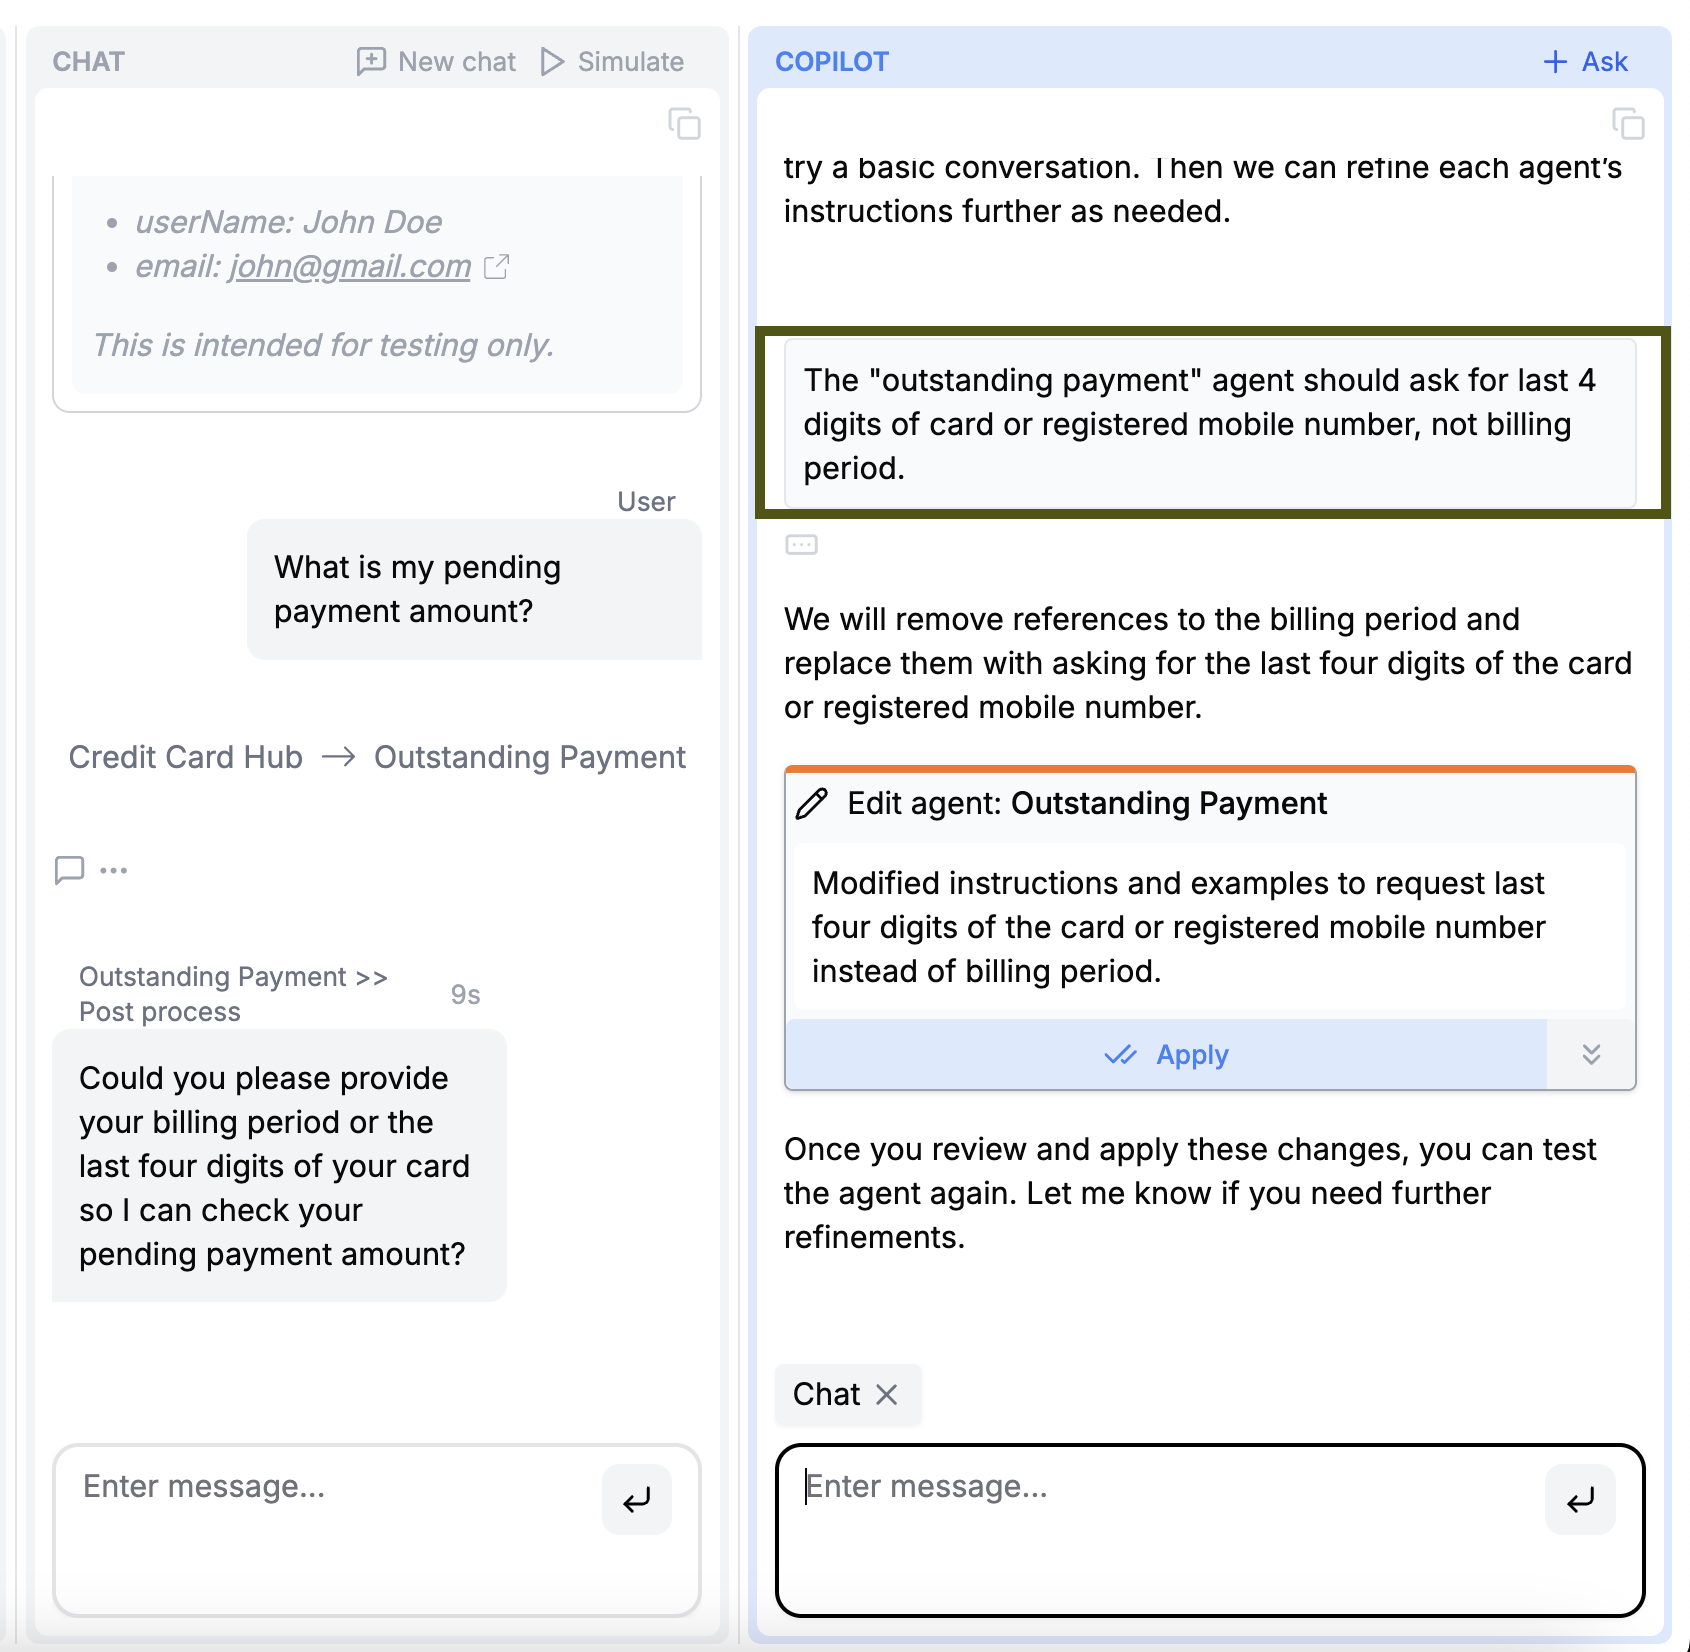 CHAT
New chat
Simulate
• userName: John Doe
• email: john@gmail.com
This is intended for testing only.
User
What is my pending
payment amount?
Credit Card Hub → Outstanding Payment
...
Outstanding Payment >>
Post process
9s
Could you please provide
your billing period or the
last four digits of your card
so I can check your
pending payment amount?
Enter message...
COPILOT
+ Ask
try a basic conversation. Then we can refine each agent’s
instructions further as needed.
The "outstanding payment" agent should ask for last 4
digits of card or registered mobile number, not billing
period.
We will remove references to the billing period and
replace them with asking for the last four digits of the card
or registered mobile number.
Edit agent: Outstanding Payment
Modified instructions and examples to request last
four digits of the card or registered mobile number
instead of billing period.
Apply
Once you review and apply these changes, you can test
the agent again. Let me know if you need further
refinements.
Chat ×
Enter message...